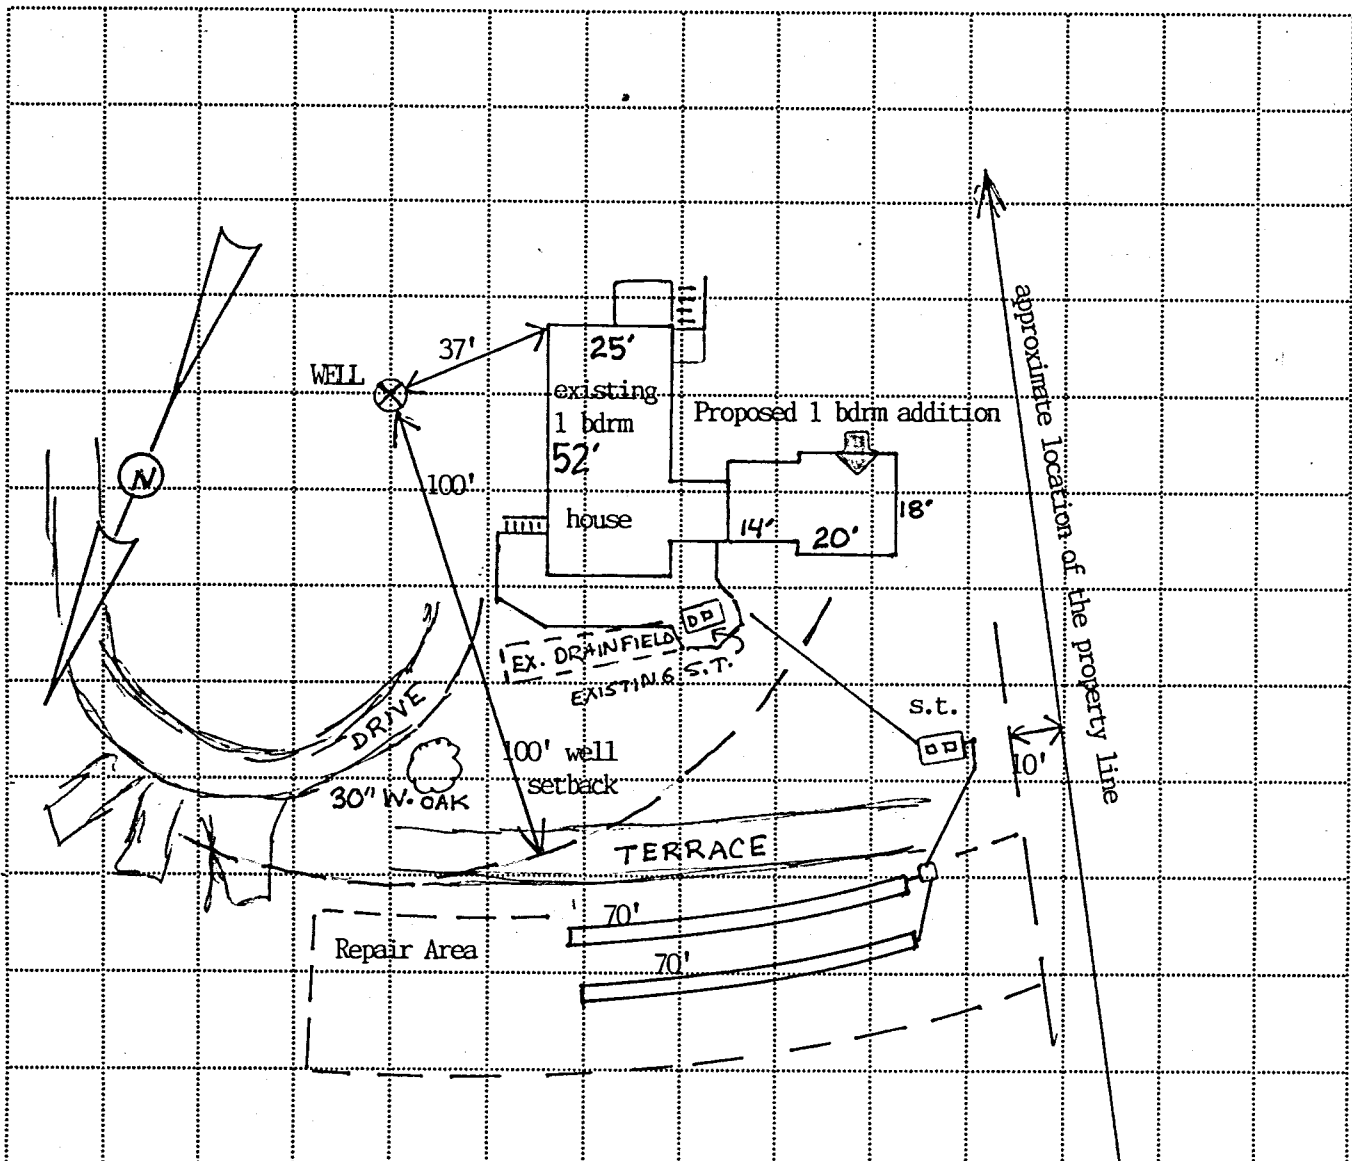 37'
25'
WELL
existing
1 bdrm
52'
house
Proposed 1 bdrm addition
100'
14'
20'
18'
N
approximate location of the property line
EX. DRAINFIELD
EXISTING S.T.
DRIVE
s.t.
10'
100' well
setback
30" W. OAK
TERRACE
70'
Repair Area
70'